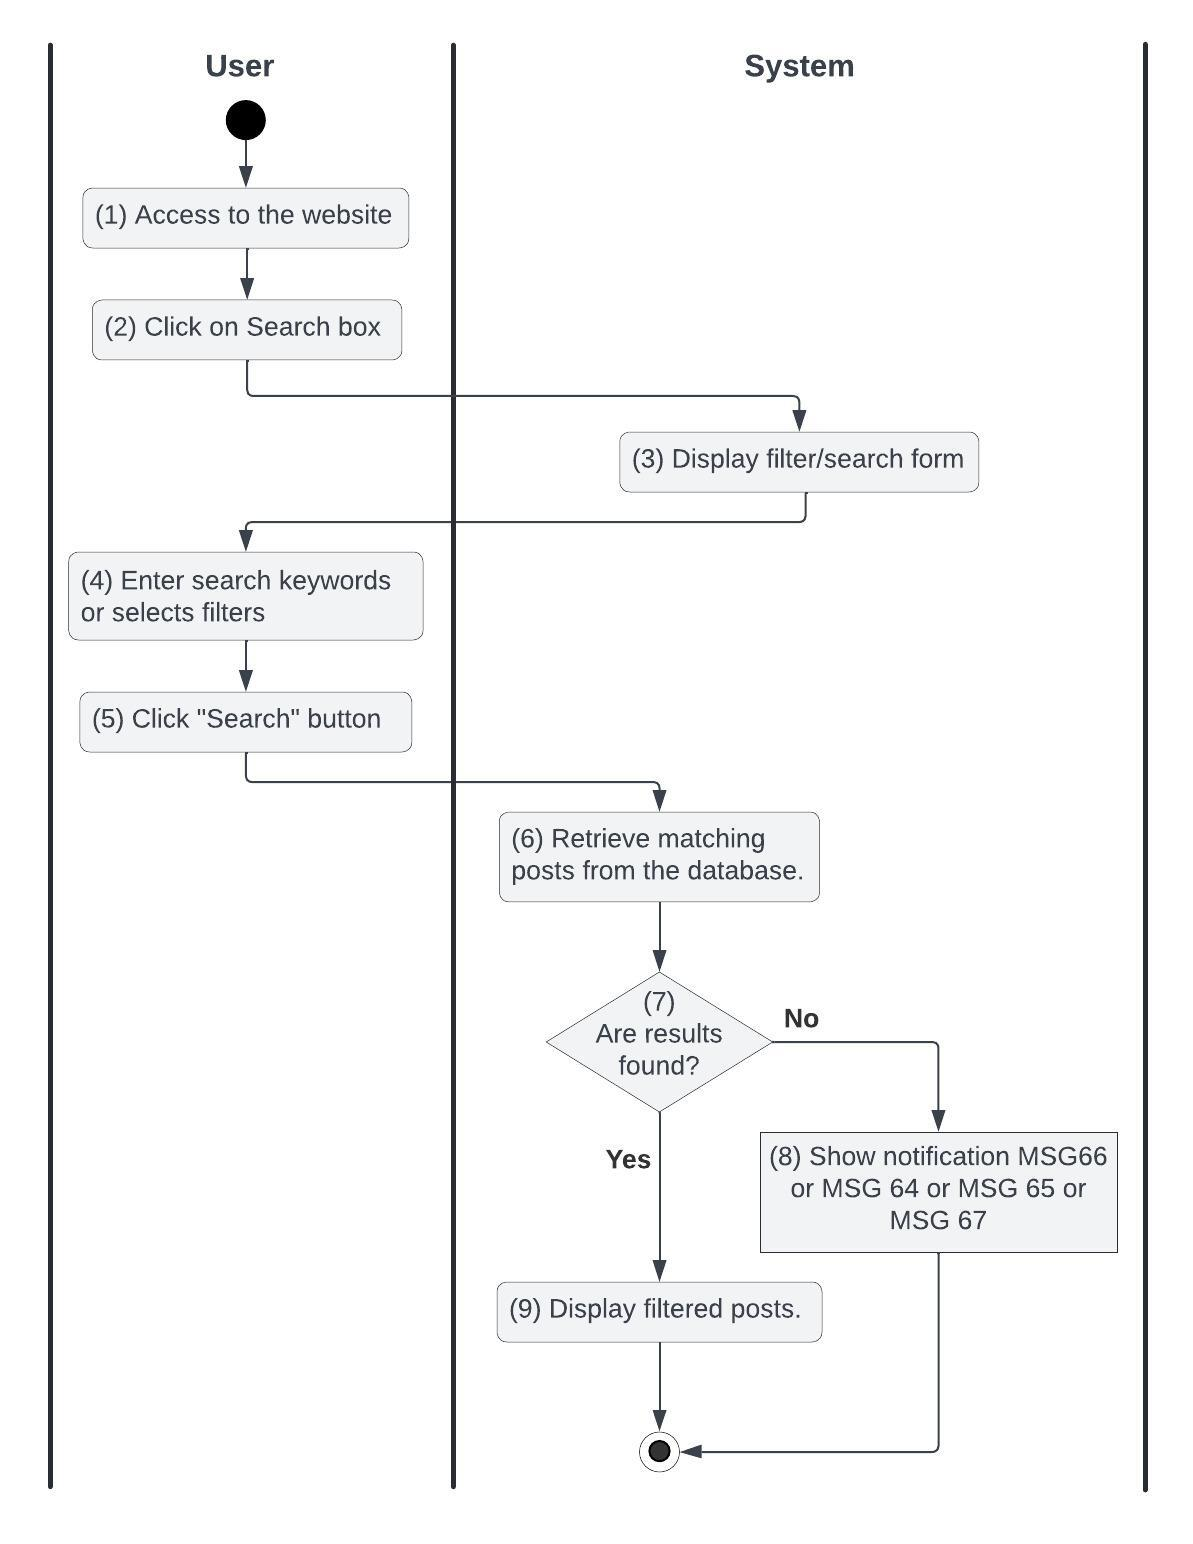 User
System
(1) Access to the website
(2) Click on Search box
(3) Display filter/search form
(4) Enter search keywords
or selects filters
(5) Click "Search" button
(6) Retrieve matching
posts from the database.
(7)
Are results
found?
No
Yes
(8) Show notification MSG66
or MSG 64 or MSG 65 or
MSG 67
(9) Display filtered posts.